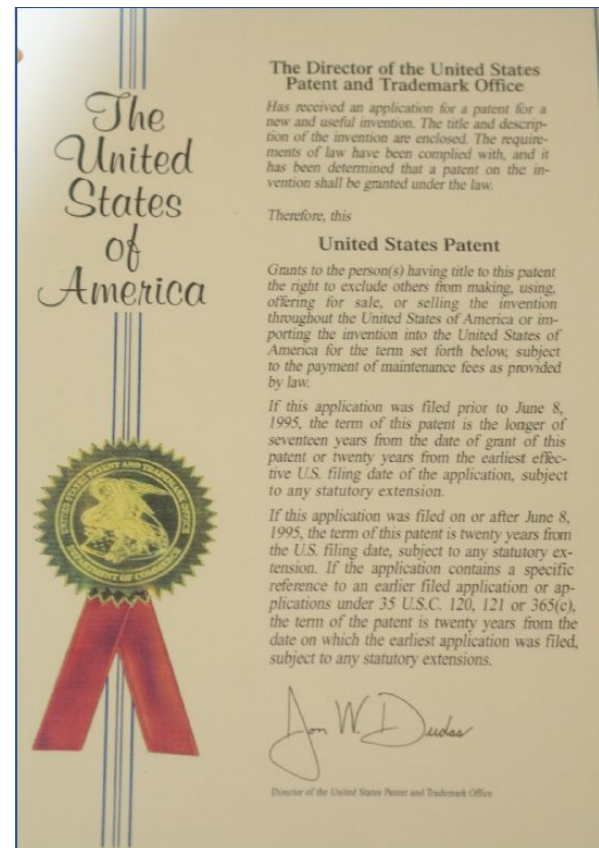 The
United
States
of
America
UNITED STATES PATENT AND TRADEMARK OFFICE
DEPARTMENT OF COMMERCE
The Director of the United States
Patent and Trademark Office
Has received an application for a patent for a
new and useful invention. The title and descrip-
tion of the invention are enclosed. The require-
ments of law have been complied with, and it
has been determined that a patent on the in-
vention shall be granted under the law.
Therefore, this
United States Patent
Grants to the person(s) having title to this patent
the right to exclude others from making, using,
offering for sale, or selling the invention
throughout the United States of America or im-
porting the invention into the United States of
America for the term set forth below, subject
to the payment of maintenance fees as provided
by law.
If this application was filed prior to June 8,
1995, the term of this patent is the longer of
seventeen years from the date of grant of this
patent or twenty years from the earliest effec-
tive U.S. filing date of the application, subject
to any statutory extension.
If this application was filed on or after June 8,
1995, the term of this patent is twenty years from
the U.S. filing date, subject to any statutory ex-
tension. If the application contains a specific
reference to an earlier filed application or ap-
plications under 35 U.S.C. 120, 121 or 365(c),
the term of the patent is twenty years from the
date on which the earliest application was filed,
subject to any statutory extensions.
Jon W. Dudas
Director of the United States Patent and Trademark Office